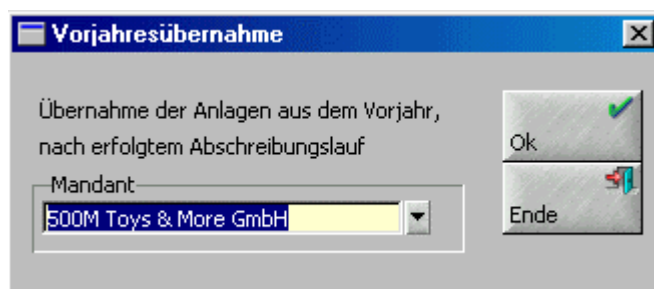 Vorjahresübernahme
Übernahme der Anlagen aus dem Vorjahr,
nach erfolgtem Abschreibungslauf
Ok
Mandant
500M Toys & More GmbH
Ende